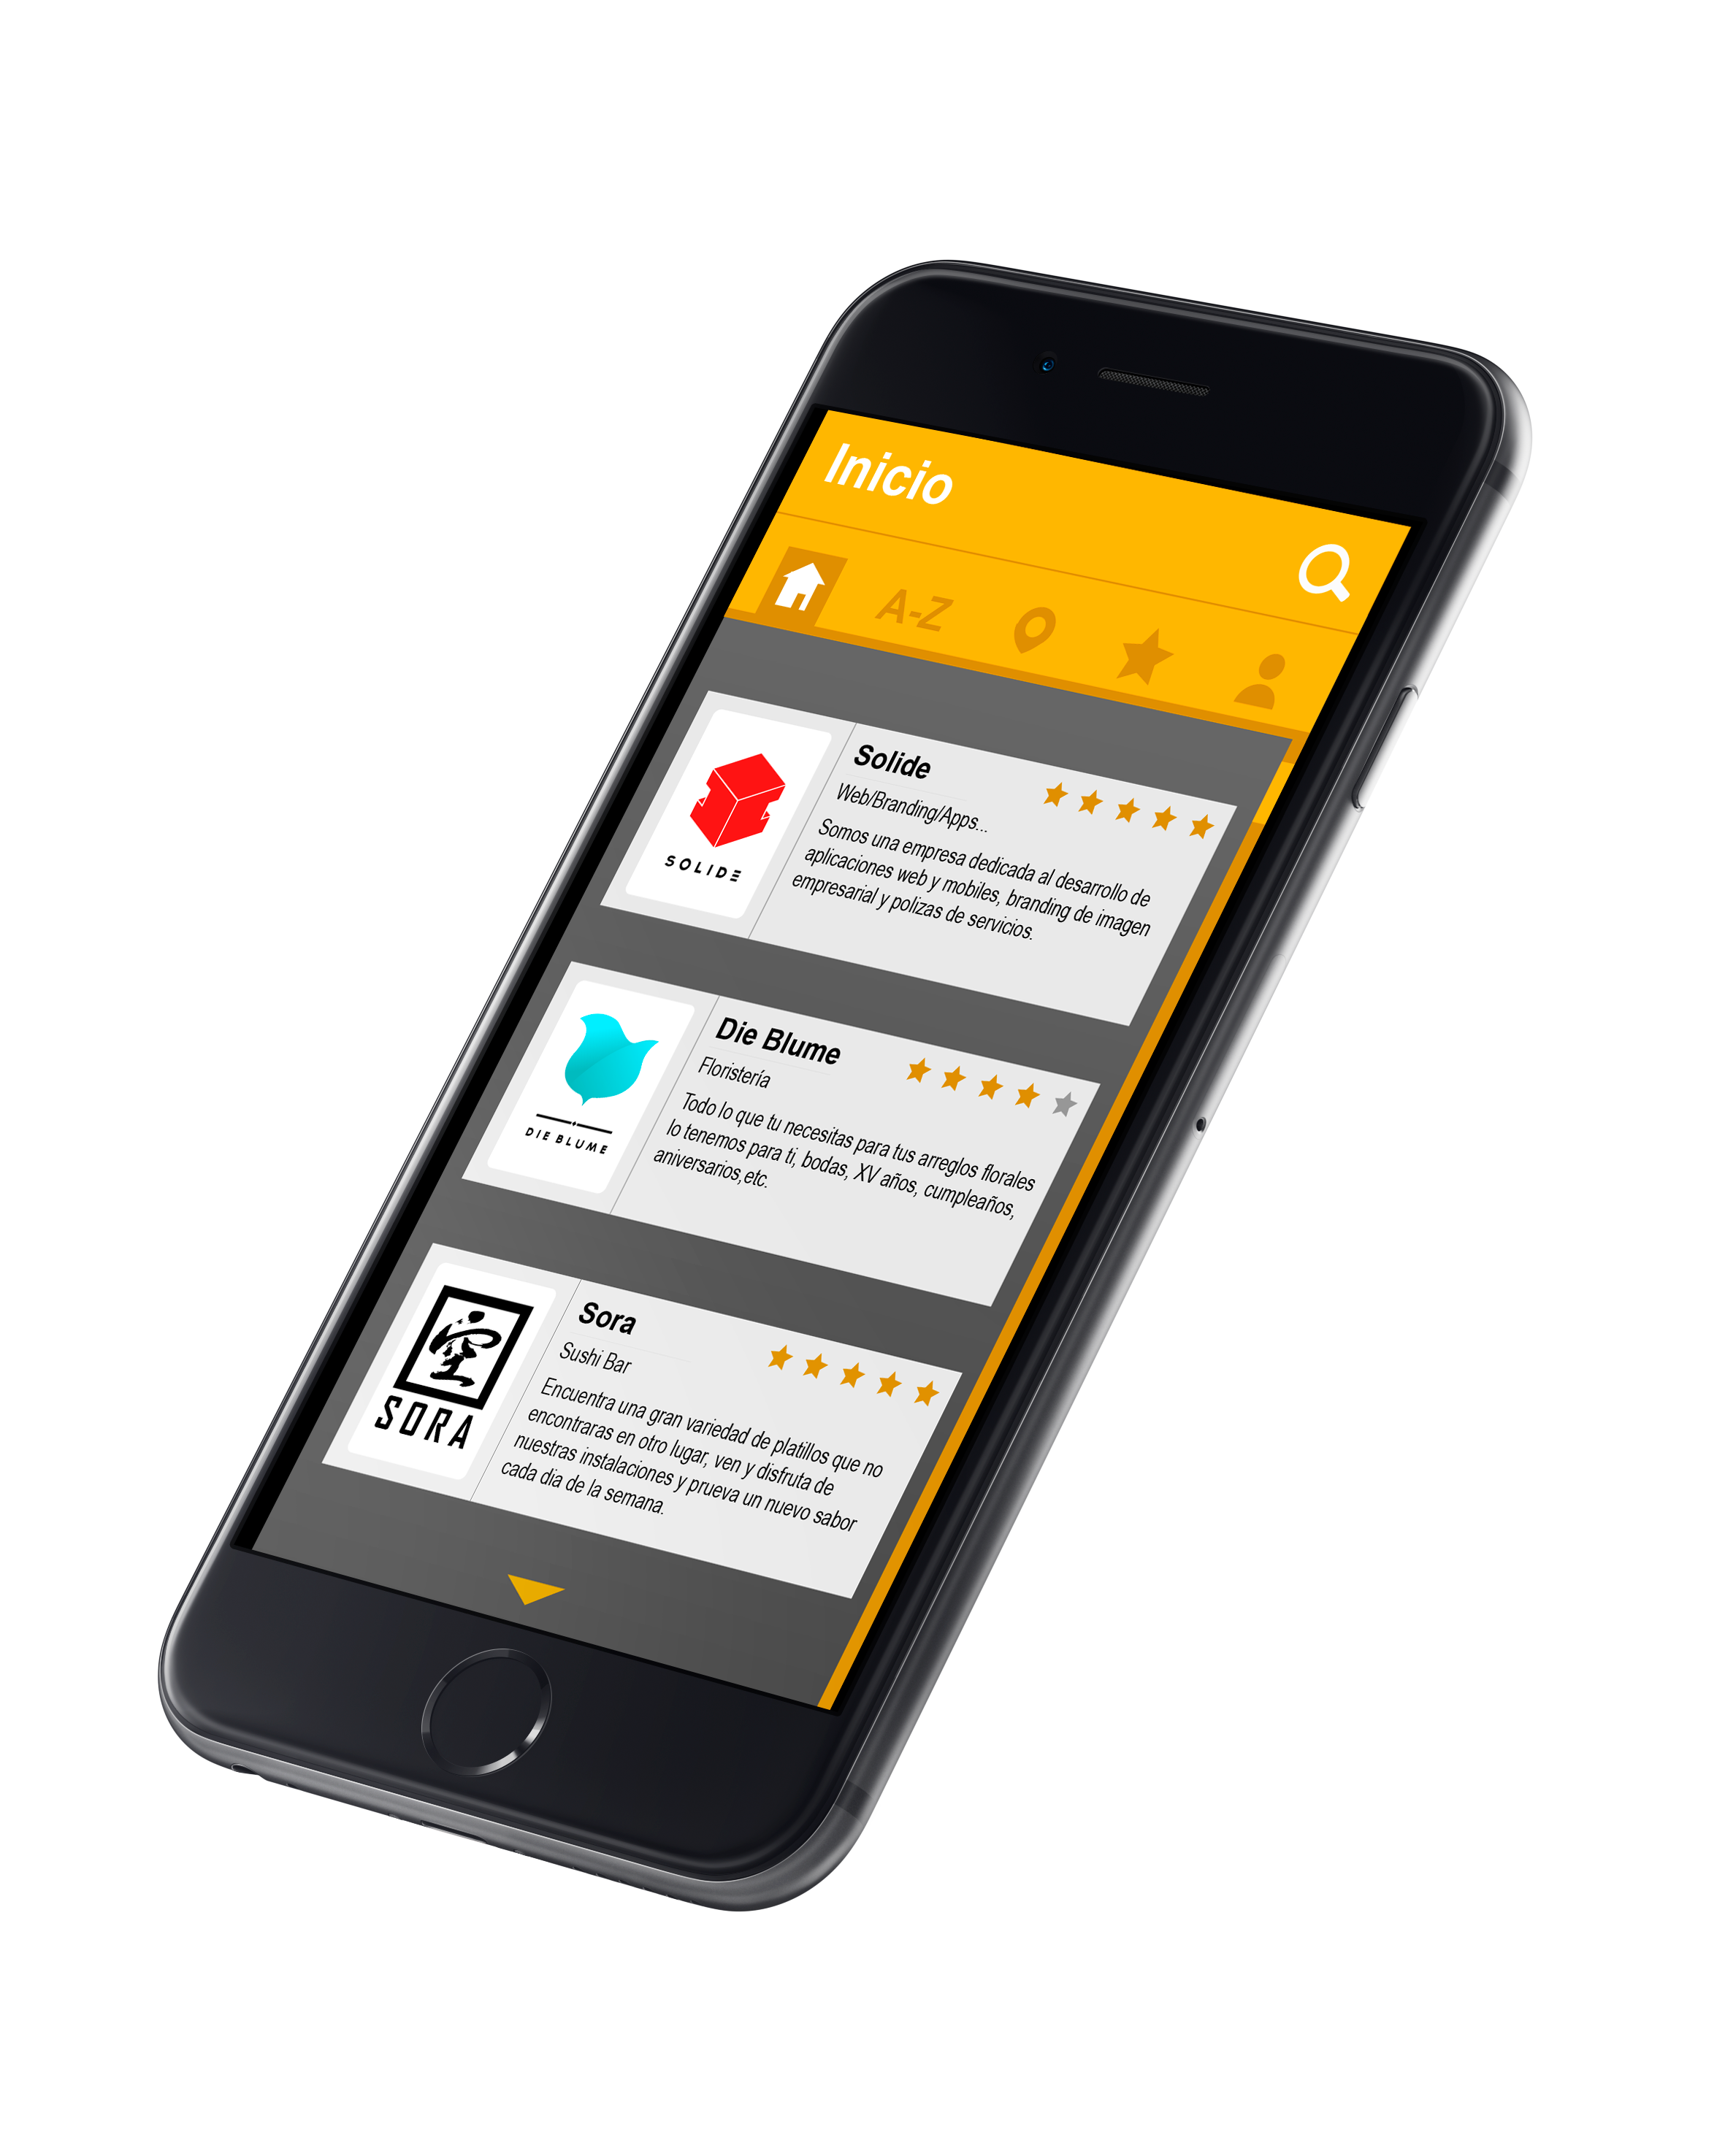 Inicio
A-Z
SOLIDE
Solide
Web/Branding/Apps...
Somos una empresa dedicada al desarrollo de
aplicaciones web y mobiles, branding de imagen
empresarial y polizas de servicios.
DIE BLUME
Die Blume
Floristería
Todo lo que tu necesitas para tus arreglos florales
lo tenemos para ti, bodas, XV años, cumpleaños,
aniversarios,etc.
空
SORA
Sora
Sushi Bar
Encuentra una gran variedad de platillos que no
encontraras en otro lugar, ven y disfruta de
nuestras instalaciones y prueva un nuevo sabor
cada dia de la semana.